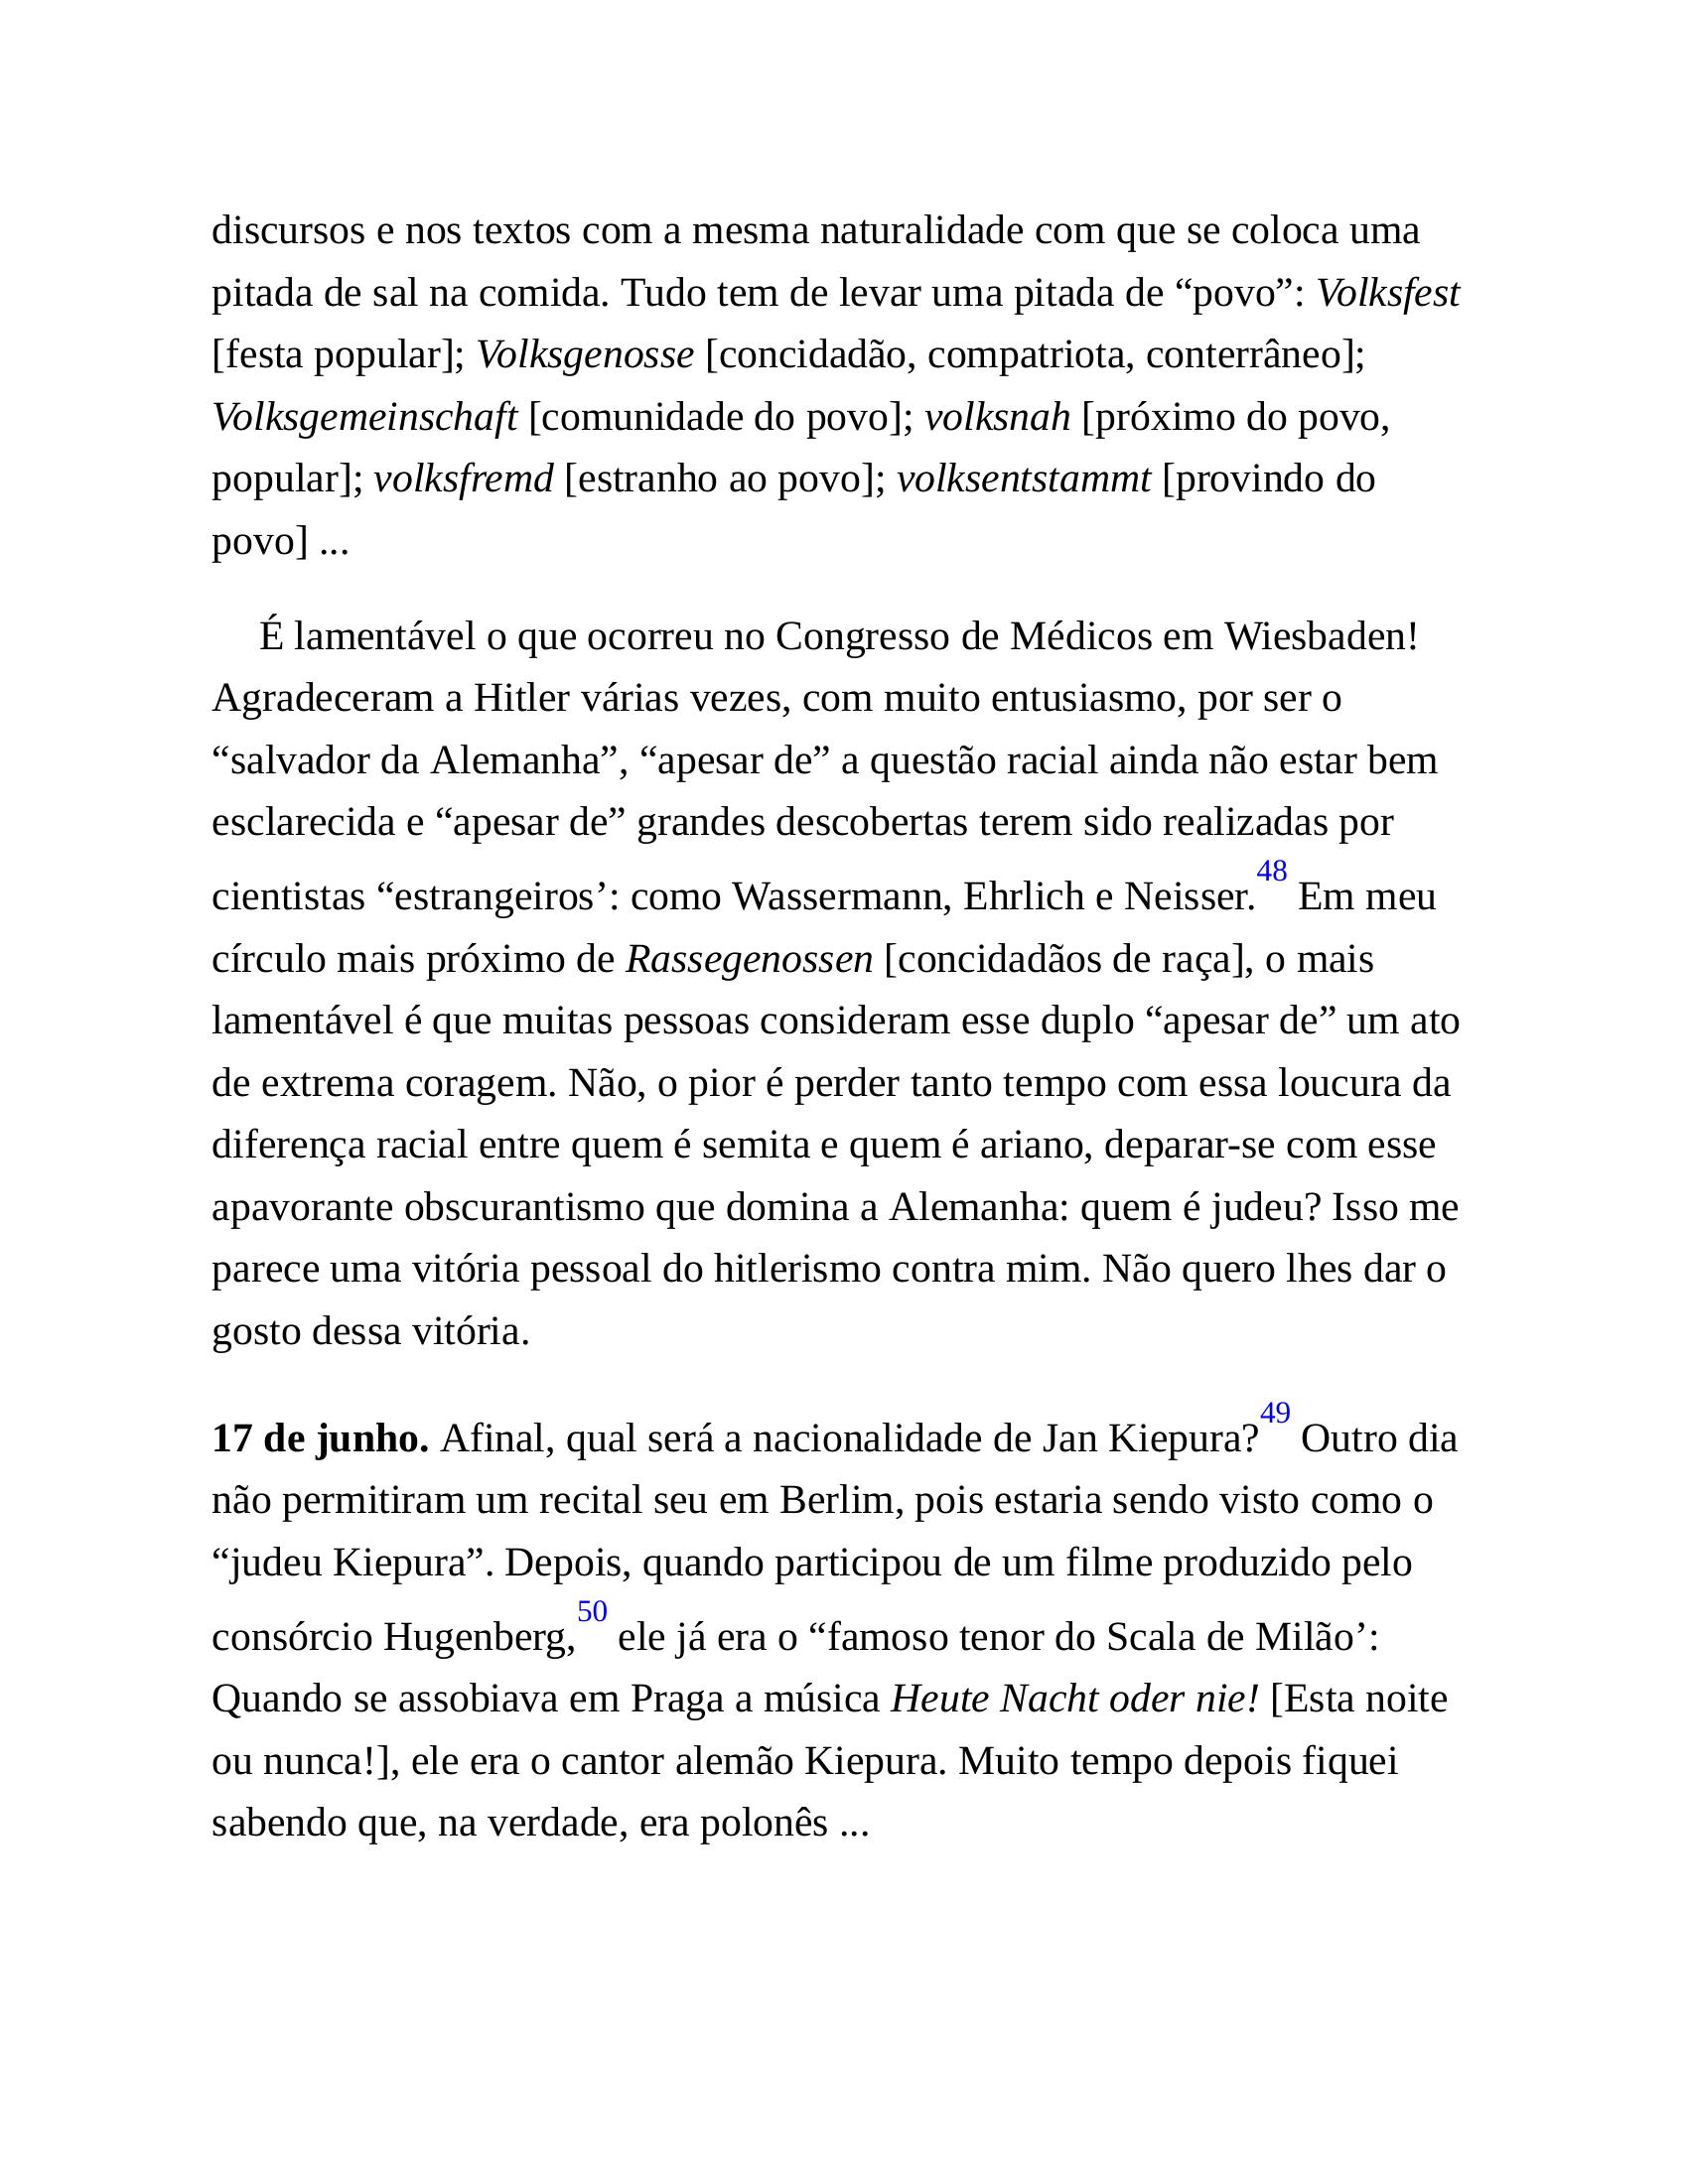 discursos e nos textos com a mesma naturalidade com que se coloca uma
pitada de sal na comida. Tudo tem de levar uma pitada de “povo”: Volksfest
[festa popular]; Volksgenosse [concidadão, compatriota, conterrâneo];
Volksgemeinschaft [comunidade do povo]; volksnah [próximo do povo,
popular]; volksfremd [estranho ao povo]; volksentstammt [provindo do
povo] ...
É lamentável o que ocorreu no Congresso de Médicos em Wiesbaden!
Agradeceram a Hitler várias vezes, com muito entusiasmo, por ser o
“salvador da Alemanha”, “apesar de” a questão racial ainda não estar bem
esclarecida e “apesar de” grandes descobertas terem sido realizadas por
cientistas “estrangeiros’: como Wassermann, Ehrlich e Neisser.48 Em meu
círculo mais próximo de Rassegenossen [concidadãos de raça], o mais
lamentável é que muitas pessoas consideram esse duplo “apesar de” um ato
de extrema coragem. Não, o pior é perder tanto tempo com essa loucura da
diferença racial entre quem é semita e quem é ariano, deparar-se com esse
apavorante obscurantismo que domina a Alemanha: quem é judeu? Isso me
parece uma vitória pessoal do hitlerismo contra mim. Não quero lhes dar o
gosto dessa vitória.
17 de junho. Afinal, qual será a nacionalidade de Jan Kiepura?49 Outro dia
não permitiram um recital seu em Berlim, pois estaria sendo visto como o
“judeu Kiepura”. Depois, quando participou de um filme produzido pelo
consórcio Hugenberg,50 ele já era o “famoso tenor do Scala de Milão’:
Quando se assobiava em Praga a música Heute Nacht oder nie! [Esta noite
ou nunca!], ele era o cantor alemão Kiepura. Muito tempo depois fiquei
sabendo que, na verdade, era polonês ...